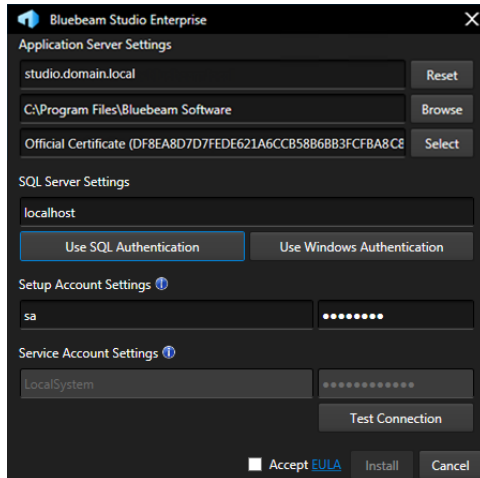 Bluebeam Studio Enterprise
Application Server Settings
studio.domain.local Reset
C:\Program Files\Bluebeam Software Browse
Official Certificate (DF8EA8D7D7FEDE621A6CCB58B6BB3FCFBA8C8 Select
SQL Server Settings
localhost
Use SQL Authentication Use Windows Authentication
Setup Account Settings
sa ••••••••
Service Account Settings
LocalSystem ••••••••••••
Test Connection
Accept EULA Install Cancel